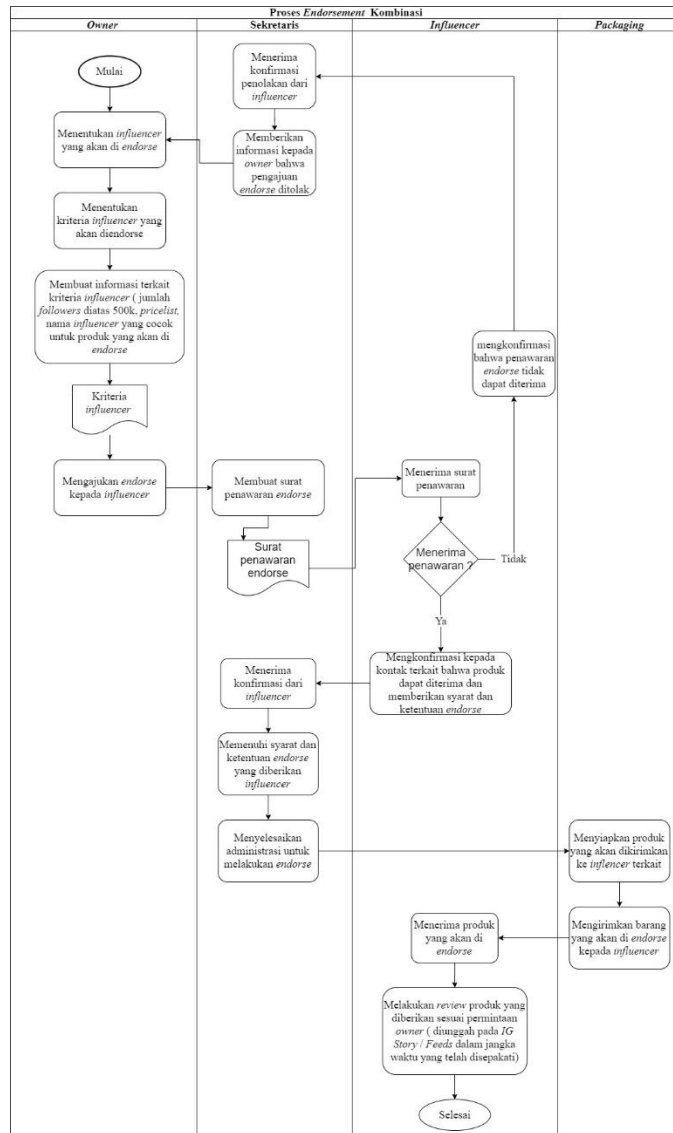 Proses Endorsement Kombinasi
Owner
Sekretaris
Influencer
Packaging
Mulai
Menentukan influencer
yang akan di endorse
Menentukan
kriteria influencer yang
akan diendorse
Membuat informasi terkait
kriteria influencer ( jumlah
followers diatas 500k, pricelist,
nama influencer yang cocok
untuk produk yang akan di
endorse
Kriteria
influencer
Mengajukan endorse
kepada influencer
Menerima
konfirmasi
penolakan dari
influencer
Memberikan
informasi kepada
owner bahwa
pengajuan
endorse ditolak
Membuat surat
penawaran endorse
Surat
penawaran
endorse
Menerima surat
penawaran
Menerima
penawaran ?
Tidak
mengkonfirmasi
bahwa penawaran
endorse tidak
dapat diterima
Ya
Mengkonfirmasi kepada
kontak terkait bahwa produk
dapat diterima dan
memberikan syarat dan
ketentuan endorse
Menerima
konfirmasi dari
influencer
Memenuhi syarat dan
ketentuan endorse
yang diberikan
influencer
Menyelesaikan
administrasi untuk
melakukan endorse
Menyiapkan produk
yang akan dikirimkan
ke inflencer terkait
Mengirimkan barang
yang akan di endorse
kepada influencer
Menerima produk
yang akan di
endorse
Melakukan review produk yang
diberikan sesuai permintaan
owner ( diunggah pada IG
Story / Feeds dalam jangka
waktu yang telah disepakati)
Selesai